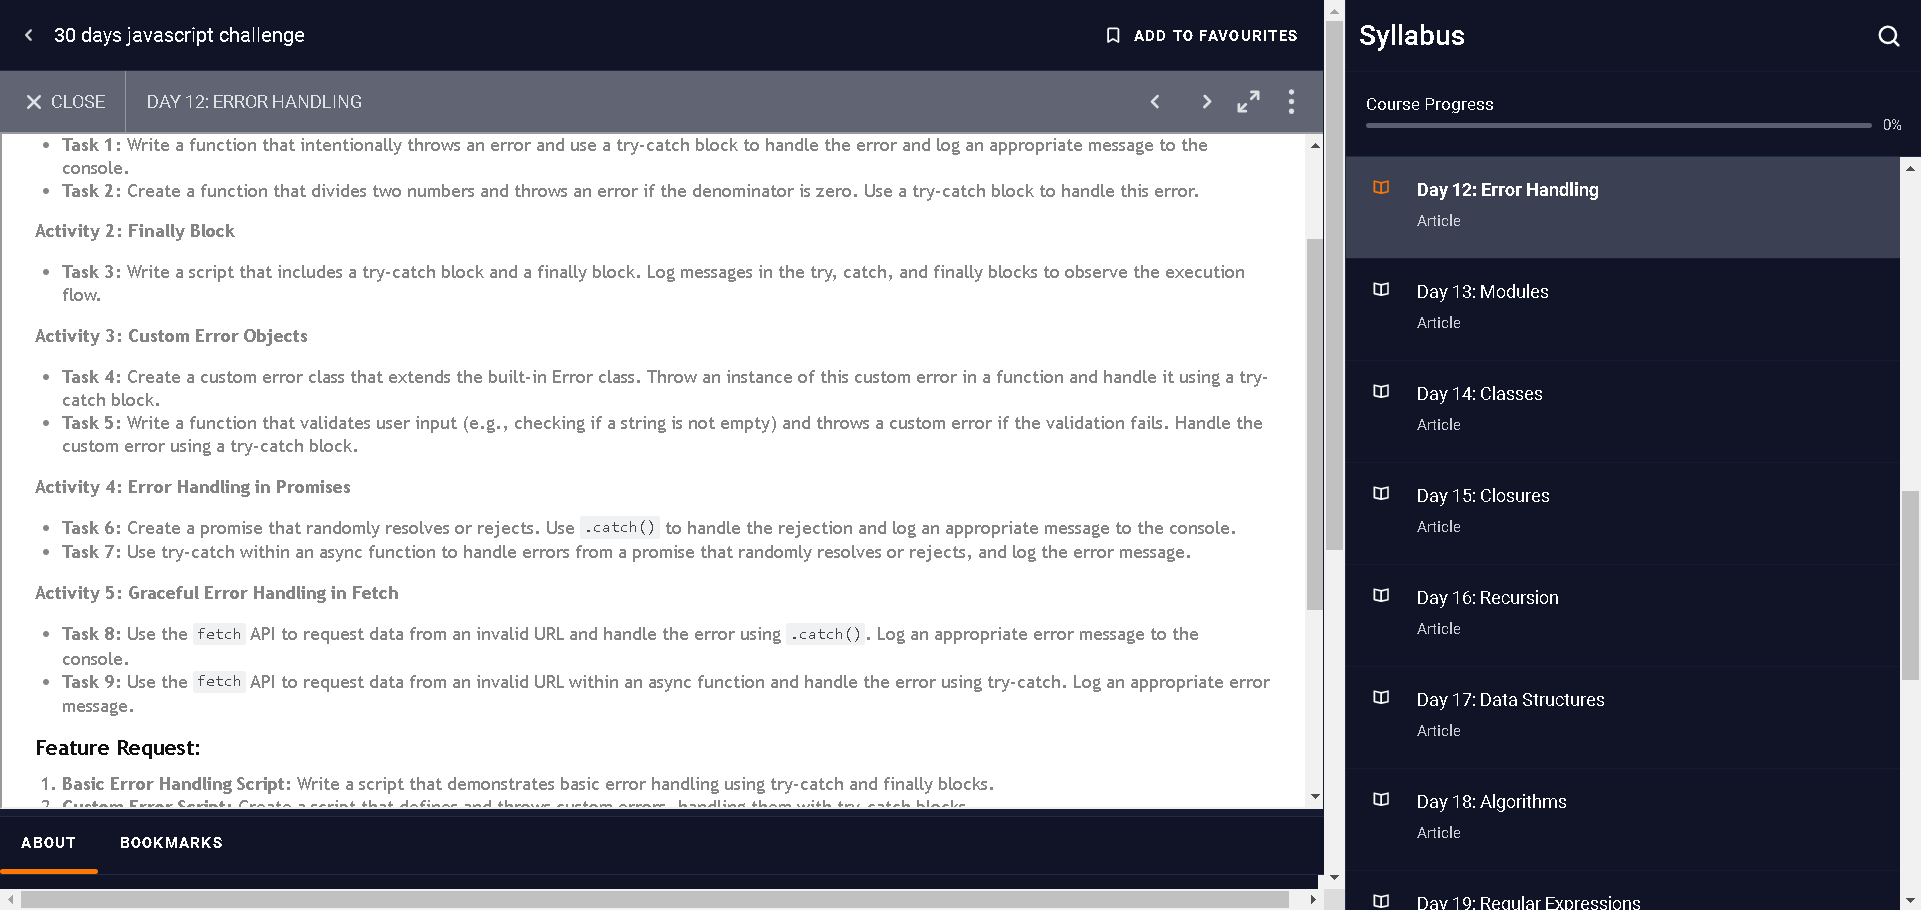 30 days javascript challenge
ADD TO FAVOURITES
CLOSE
DAY 12: ERROR HANDLING
• Task 1: Write a function that intentionally throws an error and use a try-catch block to handle the error and log an appropriate message to the
console.
• Task 2: Create a function that divides two numbers and throws an error if the denominator is zero. Use a try-catch block to handle this error.
Activity 2: Finally Block
• Task 3: Write a script that includes a try-catch block and a finally block. Log messages in the try, catch, and finally blocks to observe the execution
flow.
Activity 3: Custom Error Objects
• Task 4: Create a custom error class that extends the built-in Error class. Throw an instance of this custom error in a function and handle it using a try-
catch block.
• Task 5: Write a function that validates user input (e.g., checking if a string is not empty) and throws a custom error if the validation fails. Handle the
custom error using a try-catch block.
Activity 4: Error Handling in Promises
• Task 6: Create a promise that randomly resolves or rejects. Use .catch() to handle the rejection and log an appropriate message to the console.
• Task 7: Use try-catch within an async function to handle errors from a promise that randomly resolves or rejects, and log the error message.
Activity 5: Graceful Error Handling in Fetch
• Task 8: Use the fetch API to request data from an invalid URL and handle the error using .catch(). Log an appropriate error message to the
console.
• Task 9: Use the fetch API to request data from an invalid URL within an async function and handle the error using try-catch. Log an appropriate error
message.
Feature Request:
1. Basic Error Handling Script: Write a script that demonstrates basic error handling using try-catch and finally blocks.
2. Custom Error Script: Create a script that defines and throws custom errors, handling them with try-catch blocks.
ABOUT
BOOKMARKS
Syllabus
Course Progress
0%
Day 12: Error Handling
Article
Day 13: Modules
Article
Day 14: Classes
Article
Day 15: Closures
Article
Day 16: Recursion
Article
Day 17: Data Structures
Article
Day 18: Algorithms
Article
Day 19: Regular Expressions